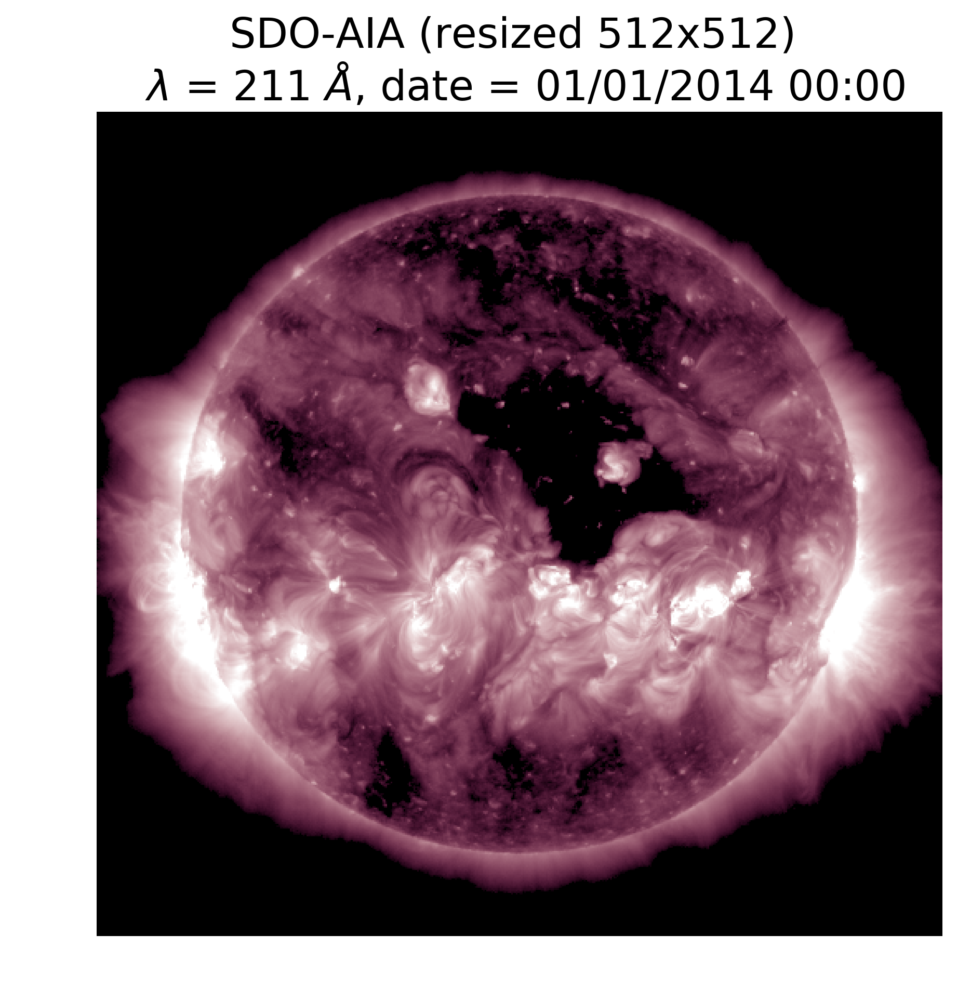 SDO-AIA (resized 512x512)
λ = 211 Å, date = 01/01/2014 00:00